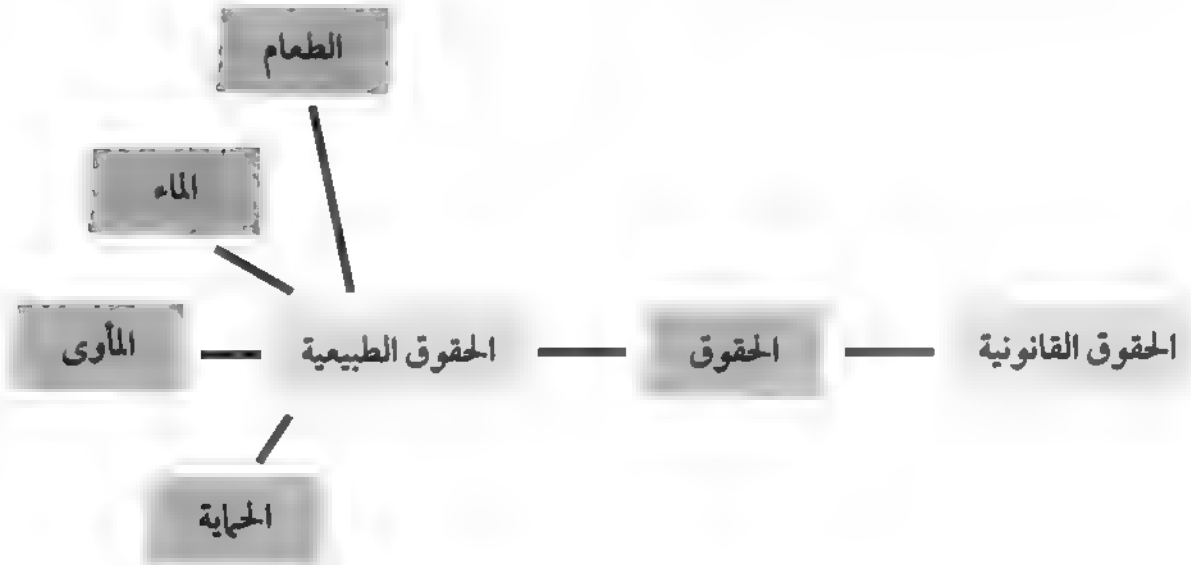 الطعام
الماء
المأوى
الحقوق الطبيعية
الحقوق
الحقوق القانونية
الحماية